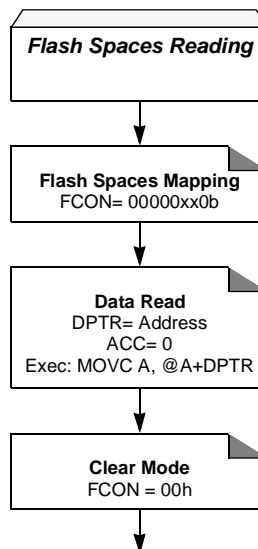 Flash Spaces Reading
Flash Spaces Mapping
FCON= 00000xx0b
Data Read
DPTR= Address
ACC= 0
Exec: MOVC A, @A+DPTR
Clear Mode
FCON = 00h